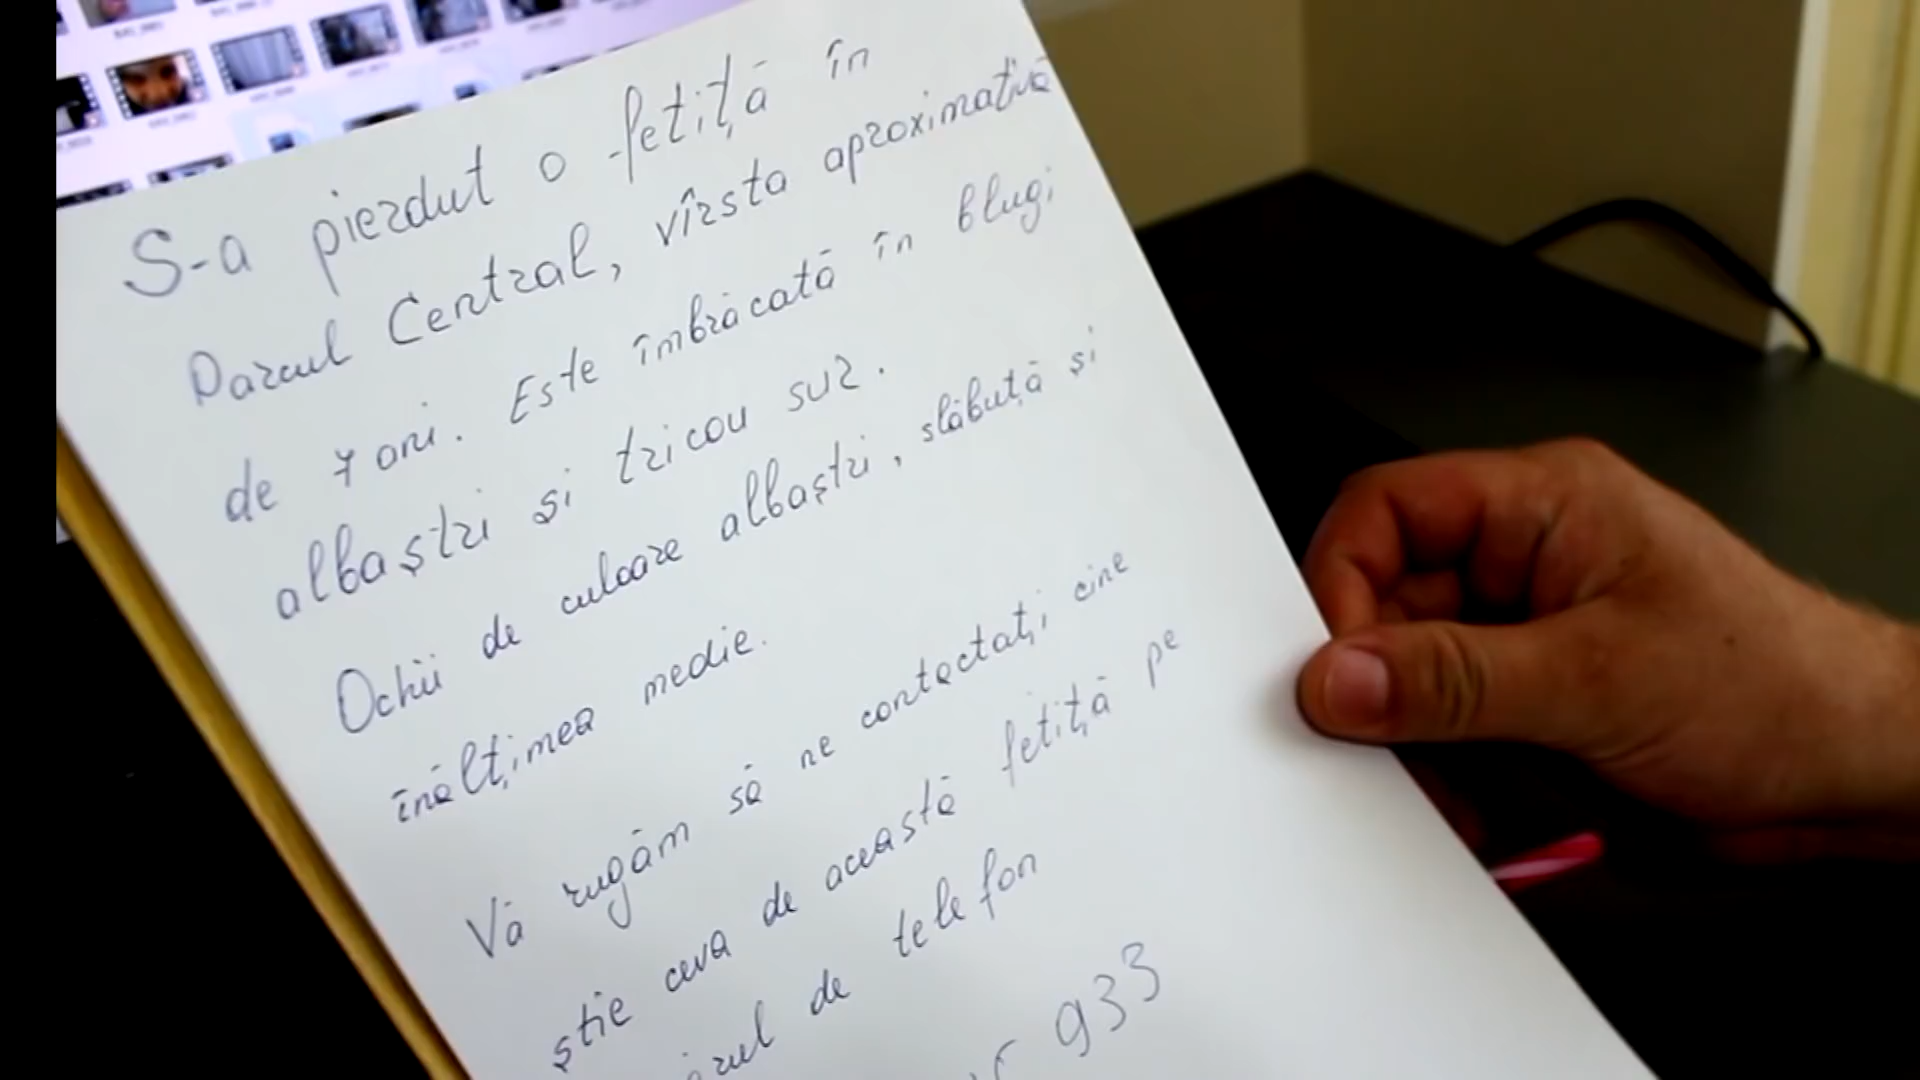 S-a pierdut o fetiță în
Parcul Central, vîrsta aproximativă
de 7 ani. Este îmbrăcată în blugi
albaștri și tricou sur.
Ochii de culoare albaștri, slăbuță și
înălțimea medie.
Vă rugăm să ne contactați cine
știe ceva de această fetiță pe
de telefon
933